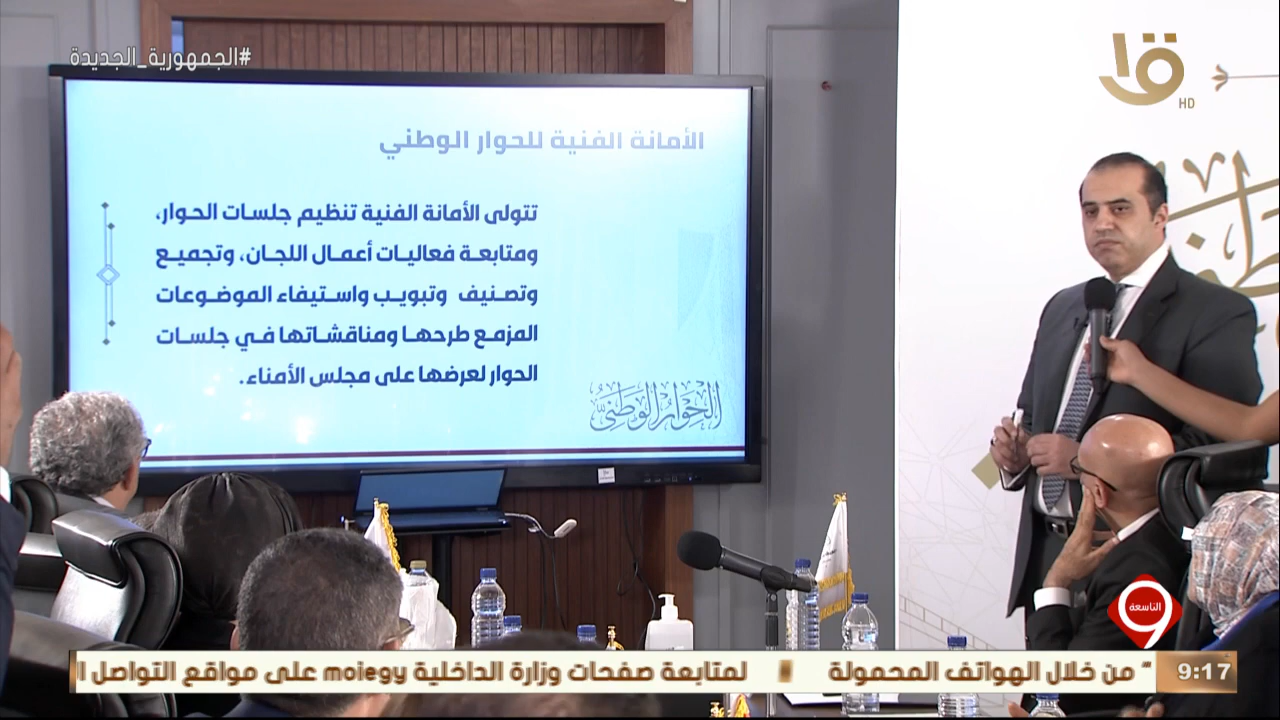 #الجمهورية_الجديدة
HD
الأمانة الفنية للحوار الوطني
تتولى الأمانة الفنية تنظيم جلسات الحوار،
ومتابعة فعاليات أعمال اللجان، وتجميع
وتصنيف وتبويب واستيفاء الموضوعات
المزمع طرحها ومناقشاتها في جلسات
الحوار لعرضها على مجلس الأمناء.
الحوار الوطني
التاسعة
9
" من خلال الهواتف المحمولة
لمتابعة صفحات وزارة الداخلية moiegy على مواقع التواصل ا
9:17